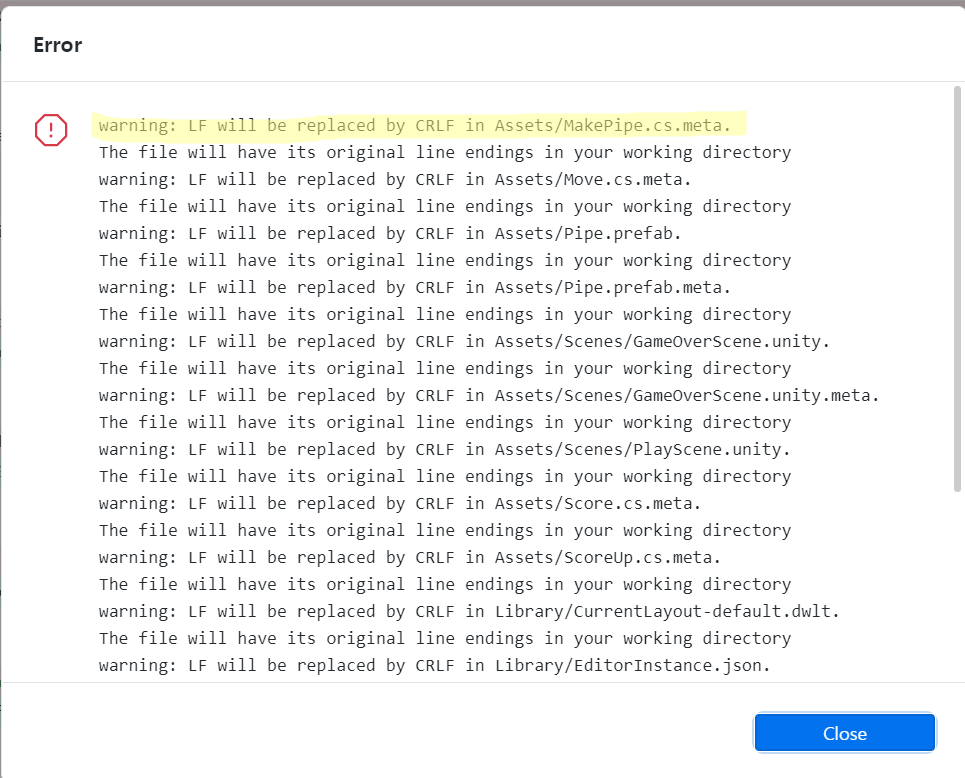 Error
warning: LF will be replaced by CRLF in Assets/MakePipe.cs.meta.
The file will have its original line endings in your working directory
warning: LF will be replaced by CRLF in Assets/Move.cs.meta.
The file will have its original line endings in your working directory
warning: LF will be replaced by CRLF in Assets/Pipe.prefab.
The file will have its original line endings in your working directory
warning: LF will be replaced by CRLF in Assets/Pipe.prefab.meta.
The file will have its original line endings in your working directory
warning: LF will be replaced by CRLF in Assets/Scenes/GameOverScene.unity.
The file will have its original line endings in your working directory
warning: LF will be replaced by CRLF in Assets/Scenes/GameOverScene.unity.meta.
The file will have its original line endings in your working directory
warning: LF will be replaced by CRLF in Assets/Scenes/PlayScene.unity.
The file will have its original line endings in your working directory
warning: LF will be replaced by CRLF in Assets/Score.cs.meta.
The file will have its original line endings in your working directory
warning: LF will be replaced by CRLF in Assets/ScoreUp.cs.meta.
The file will have its original line endings in your working directory
warning: LF will be replaced by CRLF in Library/CurrentLayout-default.dwlt.
The file will have its original line endings in your working directory
warning: LF will be replaced by CRLF in Library/EditorInstance.json.
Close